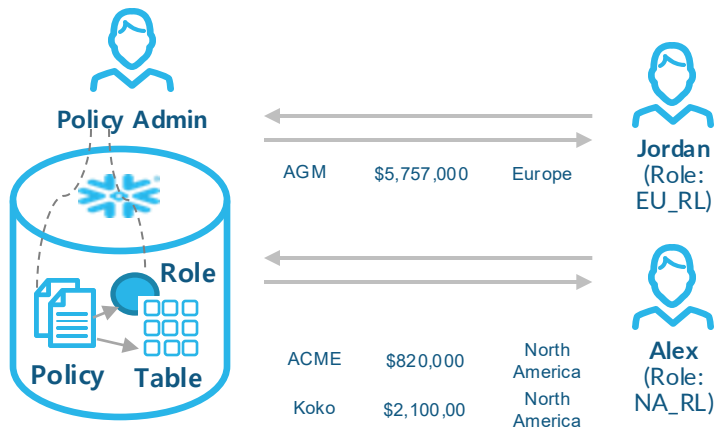 Policy Admin
Role
Policy
Table
AGM $5,757,000 Europe
Jordan
(Role:
EU_RL)
ACME $820,000 North
America
Koko $2,100,00 North
America
Alex
(Role:
NA_RL)